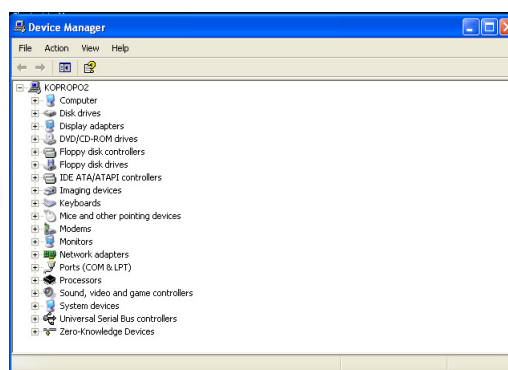 Device Manager
File Action View Help
KOPROPO2
Computer
Disk drives
Display adapters
DVD/CD-ROM drives
Floppy disk controllers
Floppy disk drives
IDE ATA/ATAPI controllers
Imaging devices
Keyboards
Mice and other pointing devices
Modems
Monitors
Network adapters
Ports (COM & LPT)
Processors
Sound, video and game controllers
System devices
Universal Serial Bus controllers
Zero-Knowledge Devices